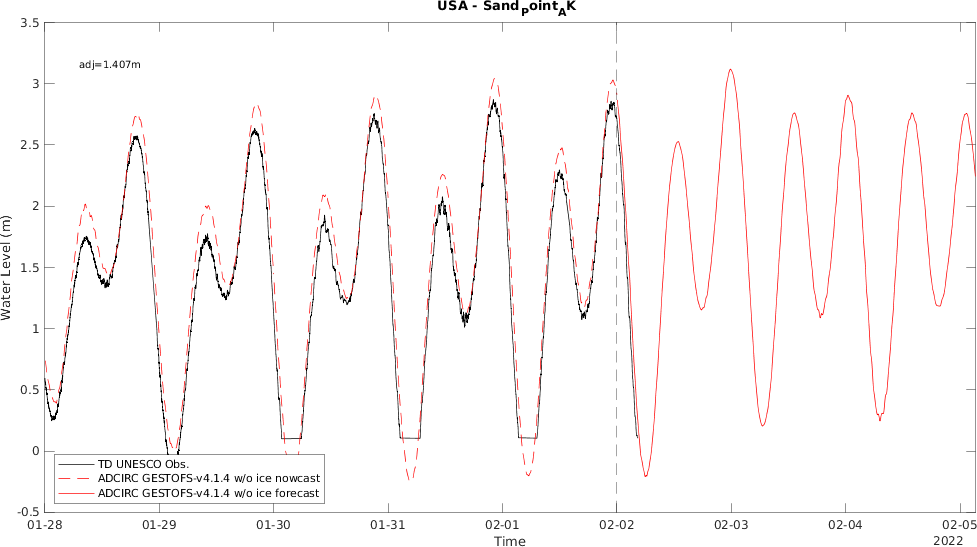 USA - Sand_Point_AK
3.5
adj=1.407m
3
2.5
2
1.5
1
0.5
0
-0.5
Water Level (m)
TD UNESCO Obs.
ADCIRC GESTOFS-v4.1.4 w/o ice nowcast
ADCIRC GESTOFS-v4.1.4 w/o ice forecast
01-28 01-29 01-30 01-31 02-01 02-02 02-03 02-04 02-05
Time
2022